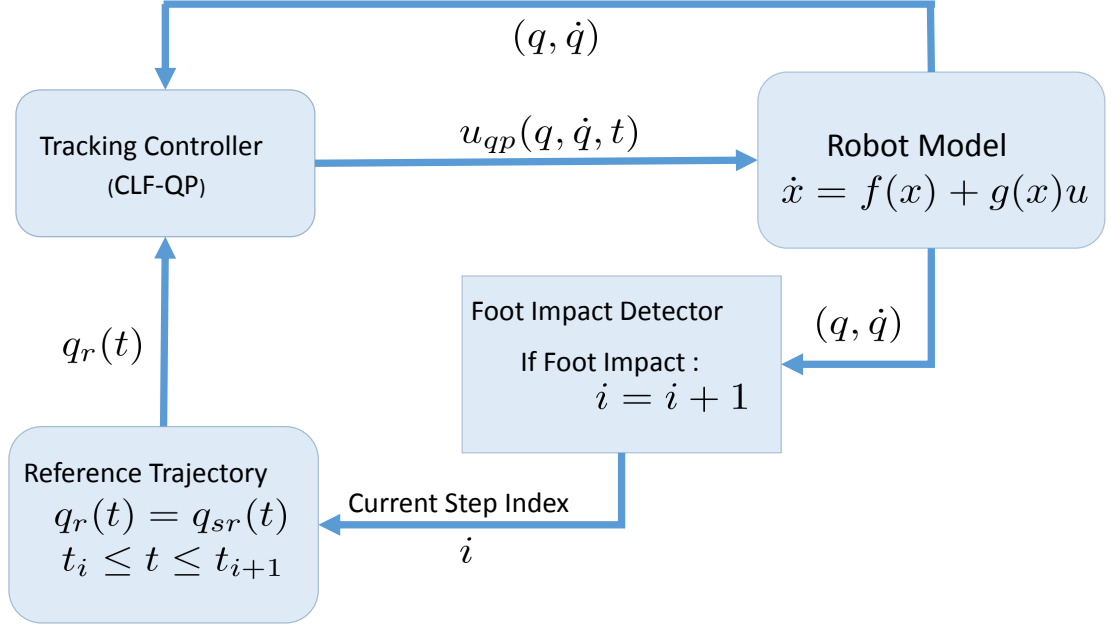 (q, q̇)
Tracking Controller
(CLF-QP)
u_{qp}(q, q̇, t)
Robot Model
ẋ = f(x) + g(x)u
Foot Impact Detector
If Foot Impact :
i = i + 1
(q, q̇)
q_r(t)
Reference Trajectory
q_r(t) = q_{sr}(t)
t_i ≤ t ≤ t_{i+1}
Current Step Index
i